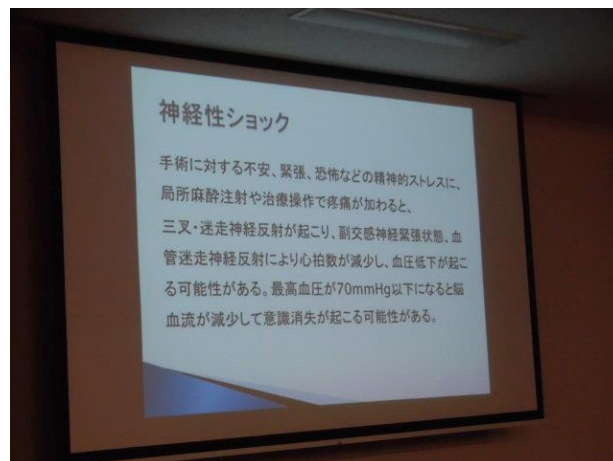 神経性ショック
手術に対する不安、緊張、恐怖などの精神的ストレスに、
局所麻酔注射や治療操作で疼痛が加わると、
三叉・迷走神経反射が起こり、副交感神経緊張状態、血
管迷走神経反射により心拍数が減少し、血圧低下が起こ
る可能性がある。最高血圧が70mmHg以下になると脳
血流が減少して意識消失が起こる可能性がある。